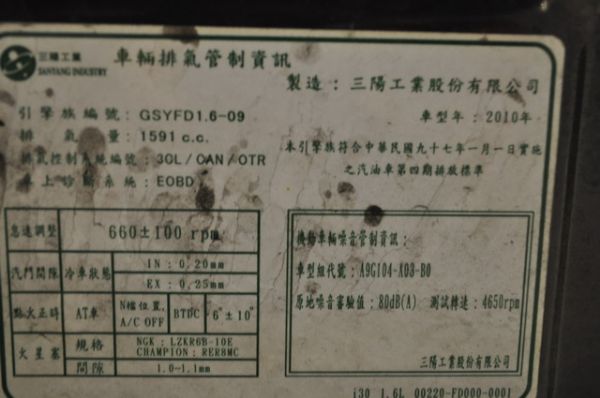 三陽工業
SANYANG INDUSTRY
車輛排氣管制資訊
製造：三陽工業股份有限公司
引擎族編號：GSYFD1.6-09
車型年：2010年
排氣量：1591 c.c.
本引擎族符合中華民國九十七年一月一日實施
之汽油車第四期排放標準
排氣控制系統編號：3OL/OAN/OTR
車上診斷系統：EOBD
怠速調整 660±100 rpm
汽門間隙 冷車狀態 IN：0.20mm
EX：0.25mm
點火正時 AT車 N檔位置, A/C OFF BTDC 6°±10°
火星塞 規格 NGK：LZKR6B-10E
CHAMPION：RER8MC
間隙 1.0~1.1mm
機動車輛噪音管制資訊：
車型組代號：A9G104-X03-B0
原地噪音審驗值：80dB(A) 測試轉速：4650rpm
三陽工業股份有限公司
i30 1.6L 00220-FD000-0001